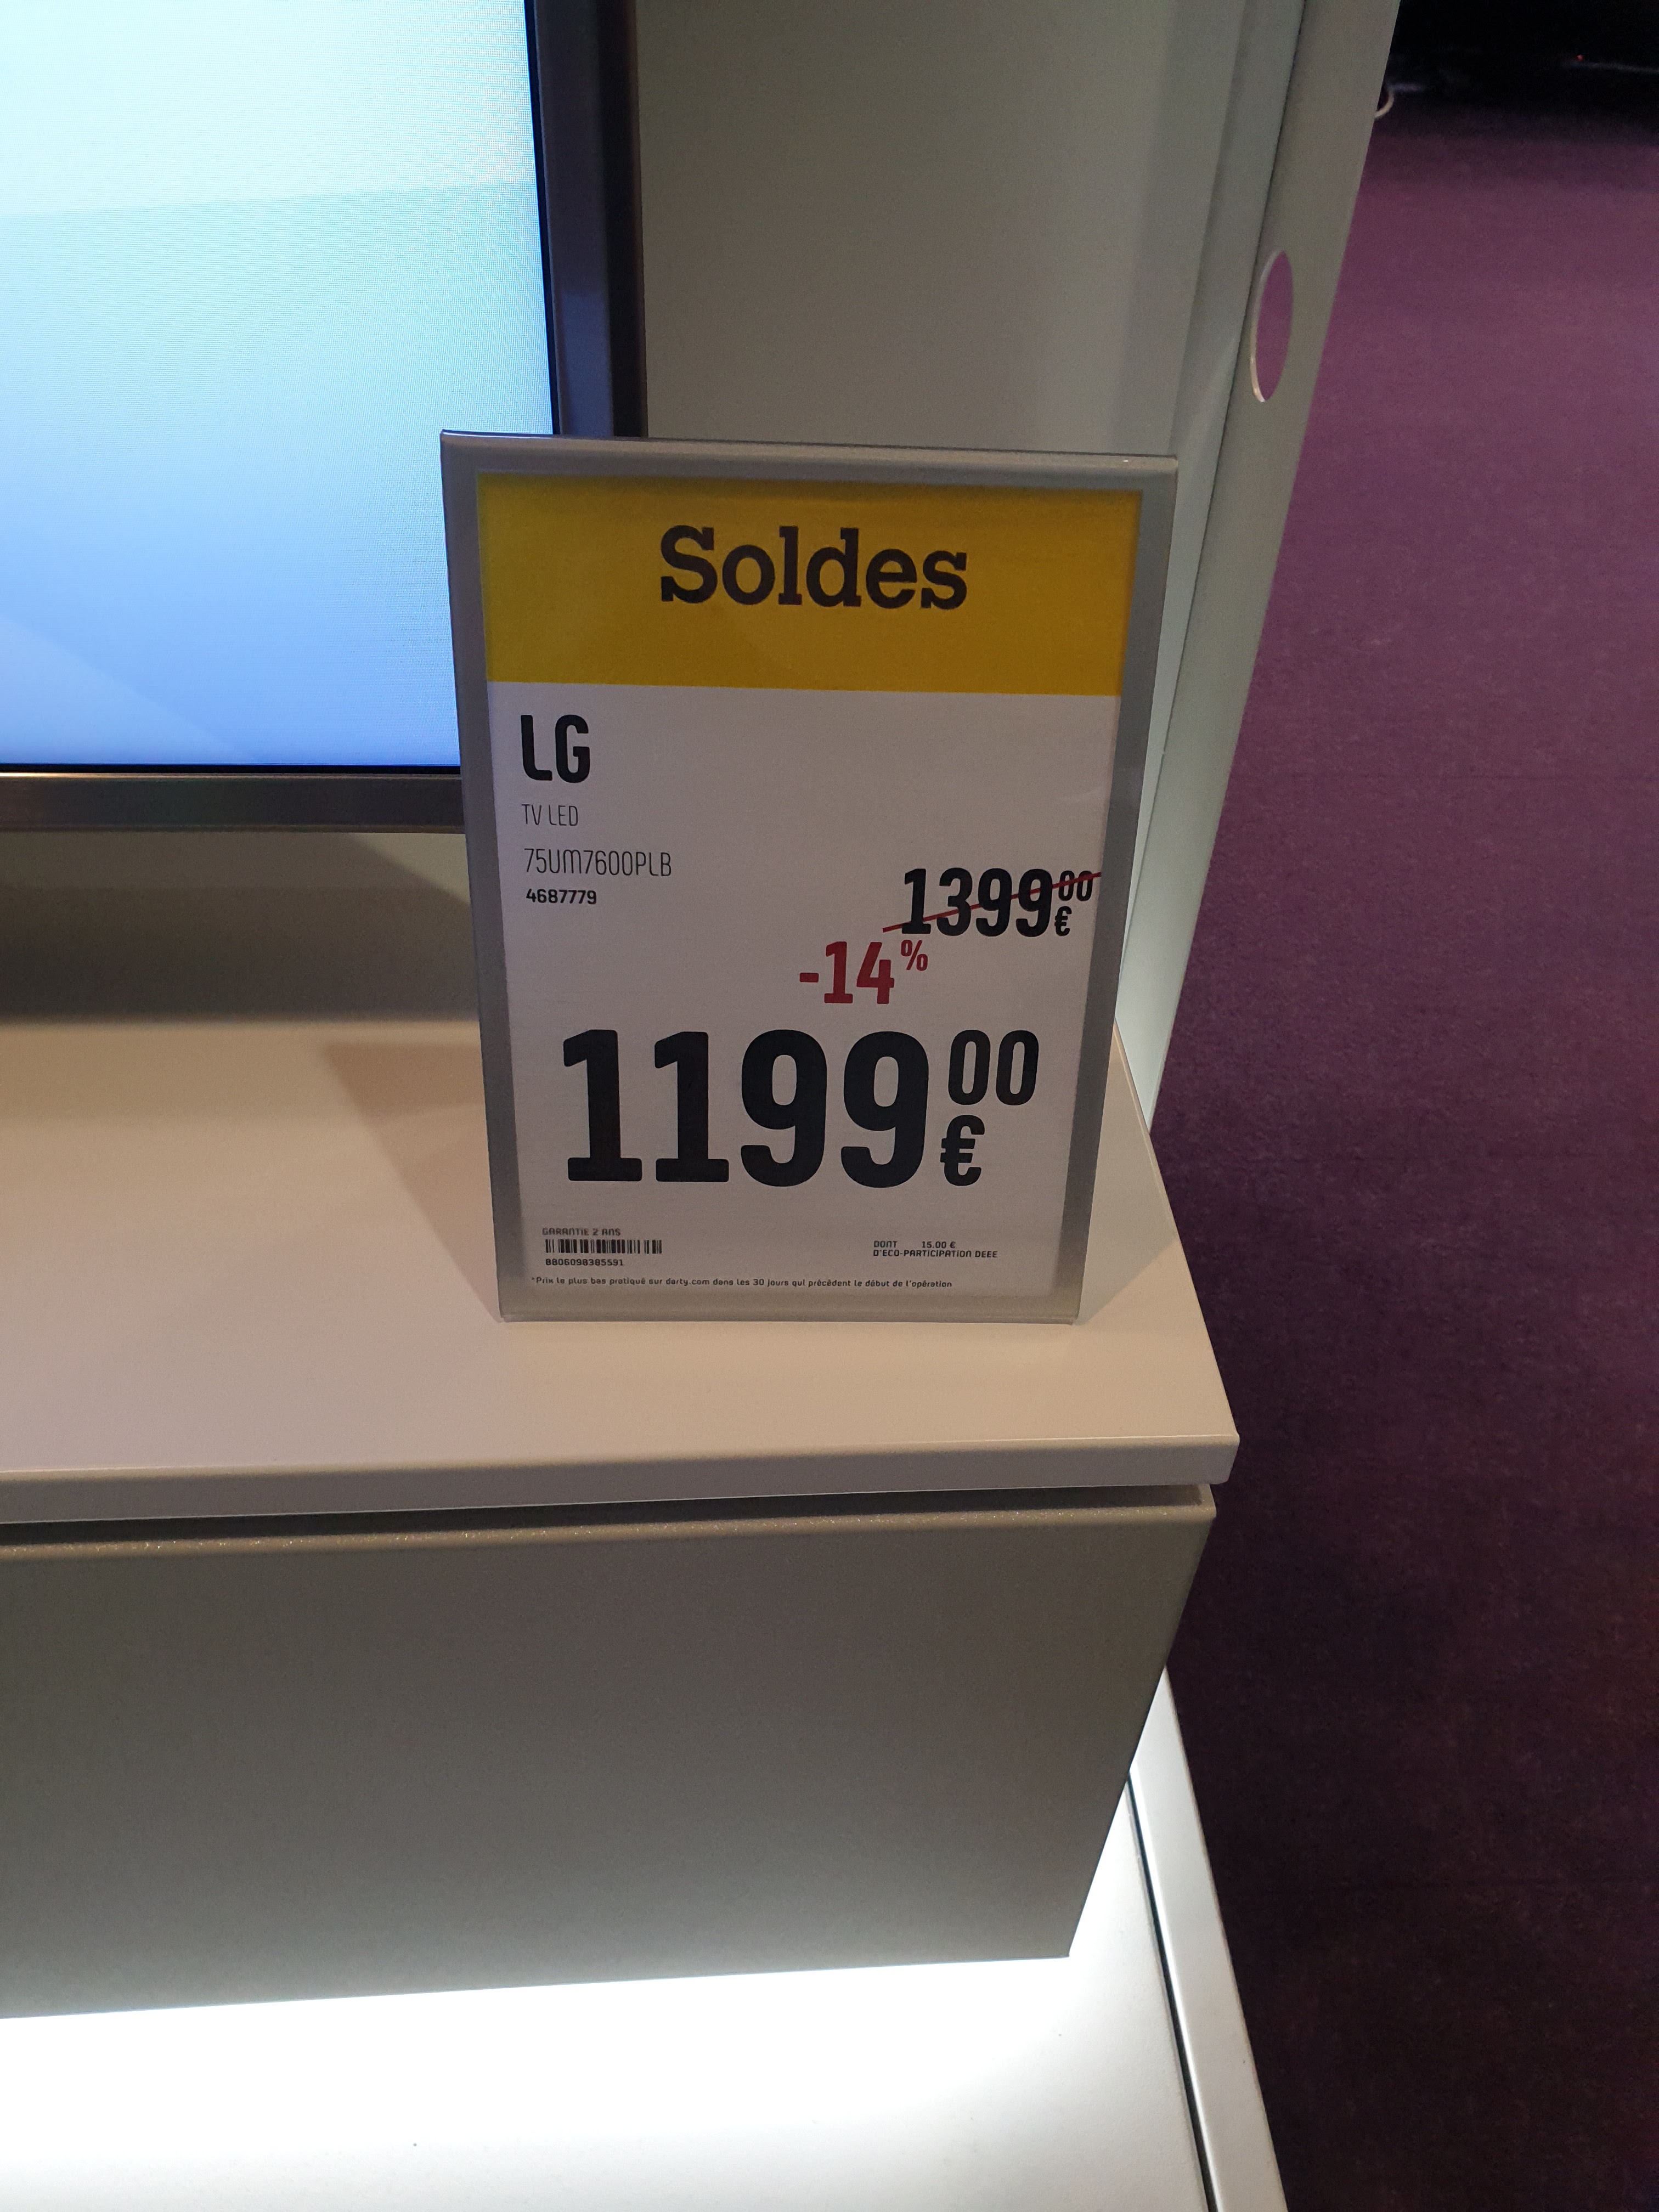 Soldes
LG
TV LED
75UM7600PLB
4687779
1399€00
-14%
1199€00
GARANTIE 2 ANS
8806098385591
DONT 15.00 €
D'ECO-PARTICIPATION DEEE
*Prix le plus bas pratiqué sur darty.com dans les 30 jours qui précèdent le début de l'opération